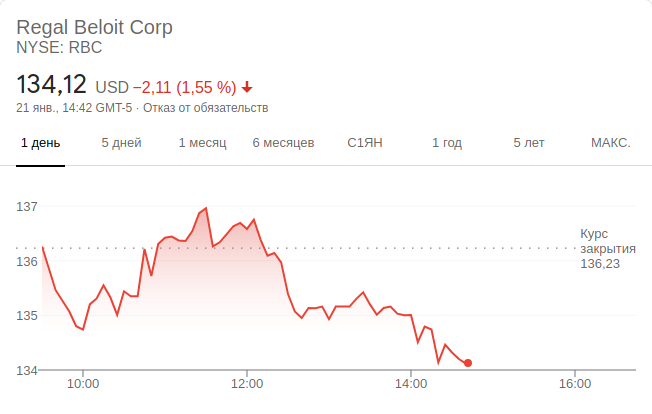 Regal Beloit Corp
NYSE: RBC
134,12 USD −2,11 (1,55 %)
21 янв., 14:42 GMT-5 · Отказ от обязательств
1 день 5 дней 1 месяц 6 месяцев С1ЯН 1 год 5 лет МАКС.
137
Курс
закрытия
136,23
136
135
134
10:00 12:00 14:00 16:00